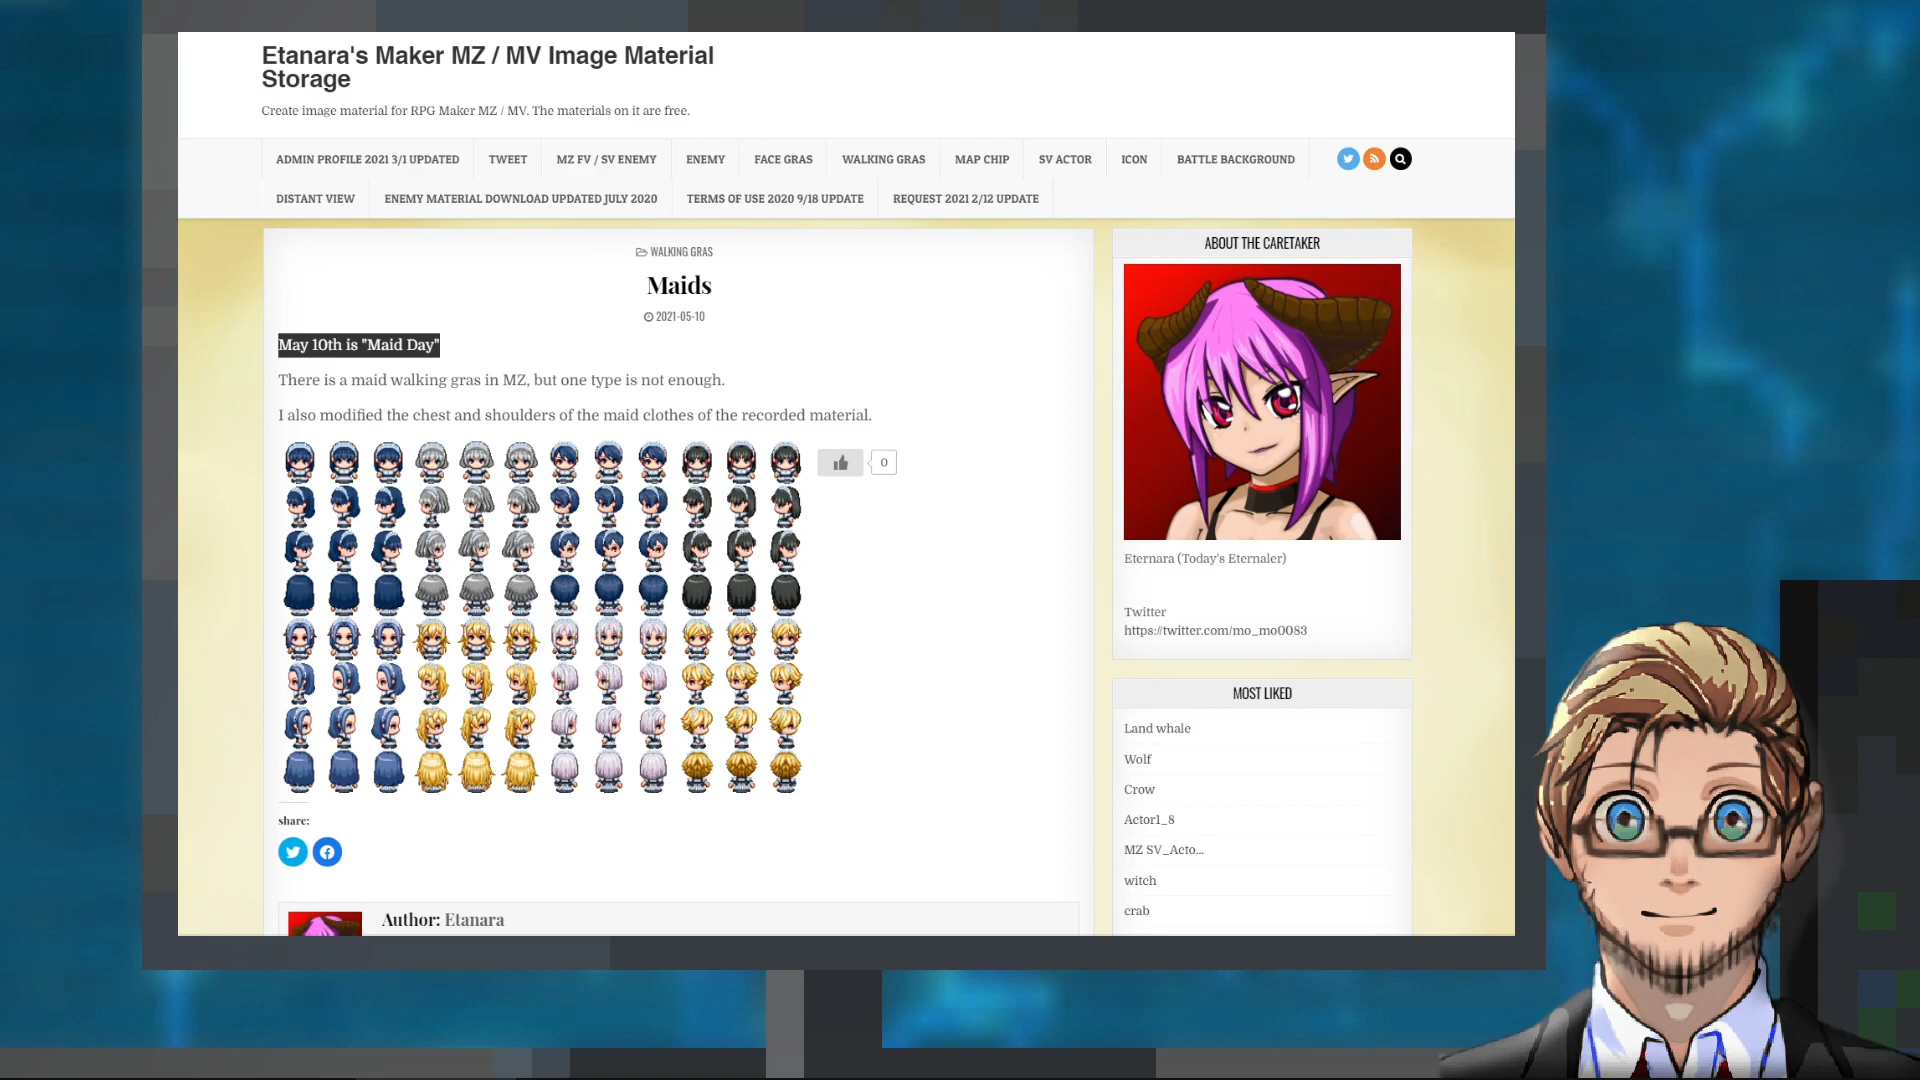 Etanara's Maker MZ / MV Image Material
Storage
Create image material for RPG Maker MZ / MV. The materials on it are free.
ADMIN PROFILE 2021 3/1 UPDATED
TWEET
MZ FV / SV ENEMY
ENEMY
FACE GRAS
WALKING GRAS
MAP CHIP
SV ACTOR
ICON
BATTLE BACKGROUND
DISTANT VIEW
ENEMY MATERIAL DOWNLOAD UPDATED JULY 2020
TERMS OF USE 2020 9/18 UPDATE
REQUEST 2021 2/12 UPDATE
WALKING GRAS
Maids
2021-05-10
May 10th is "Maid Day"
There is a maid walking gras in MZ, but one type is not enough.
I also modified the chest and shoulders of the maid clothes of the recorded material.
0
share:
Author: Etanara
ABOUT THE CARETAKER
Eternara (Today's Eternaler)
Twitter
https://twitter.com/mo_mo0083
MOST LIKED
Land whale
Wolf
Crow
Actor1_8
MZ SV_Acto...
witch
crab